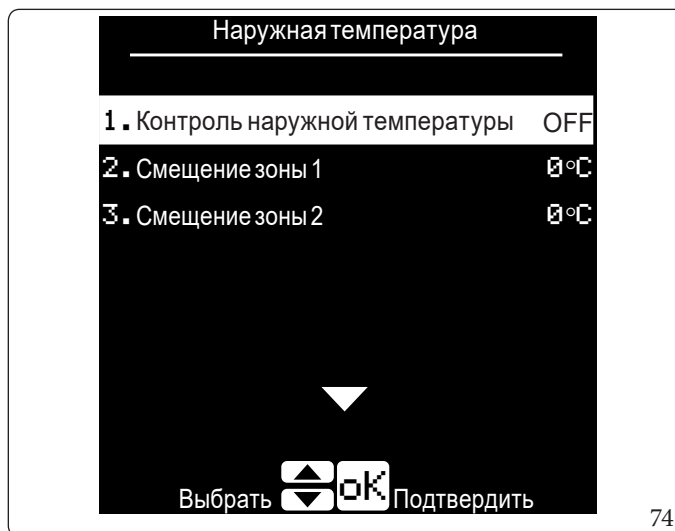 Наружная температура
1. Контроль наружной температуры OFF
2. Смещение зоны 1 0°C
3. Смещение зоны 2 0°C
Выбрать oK Подтвердить
74